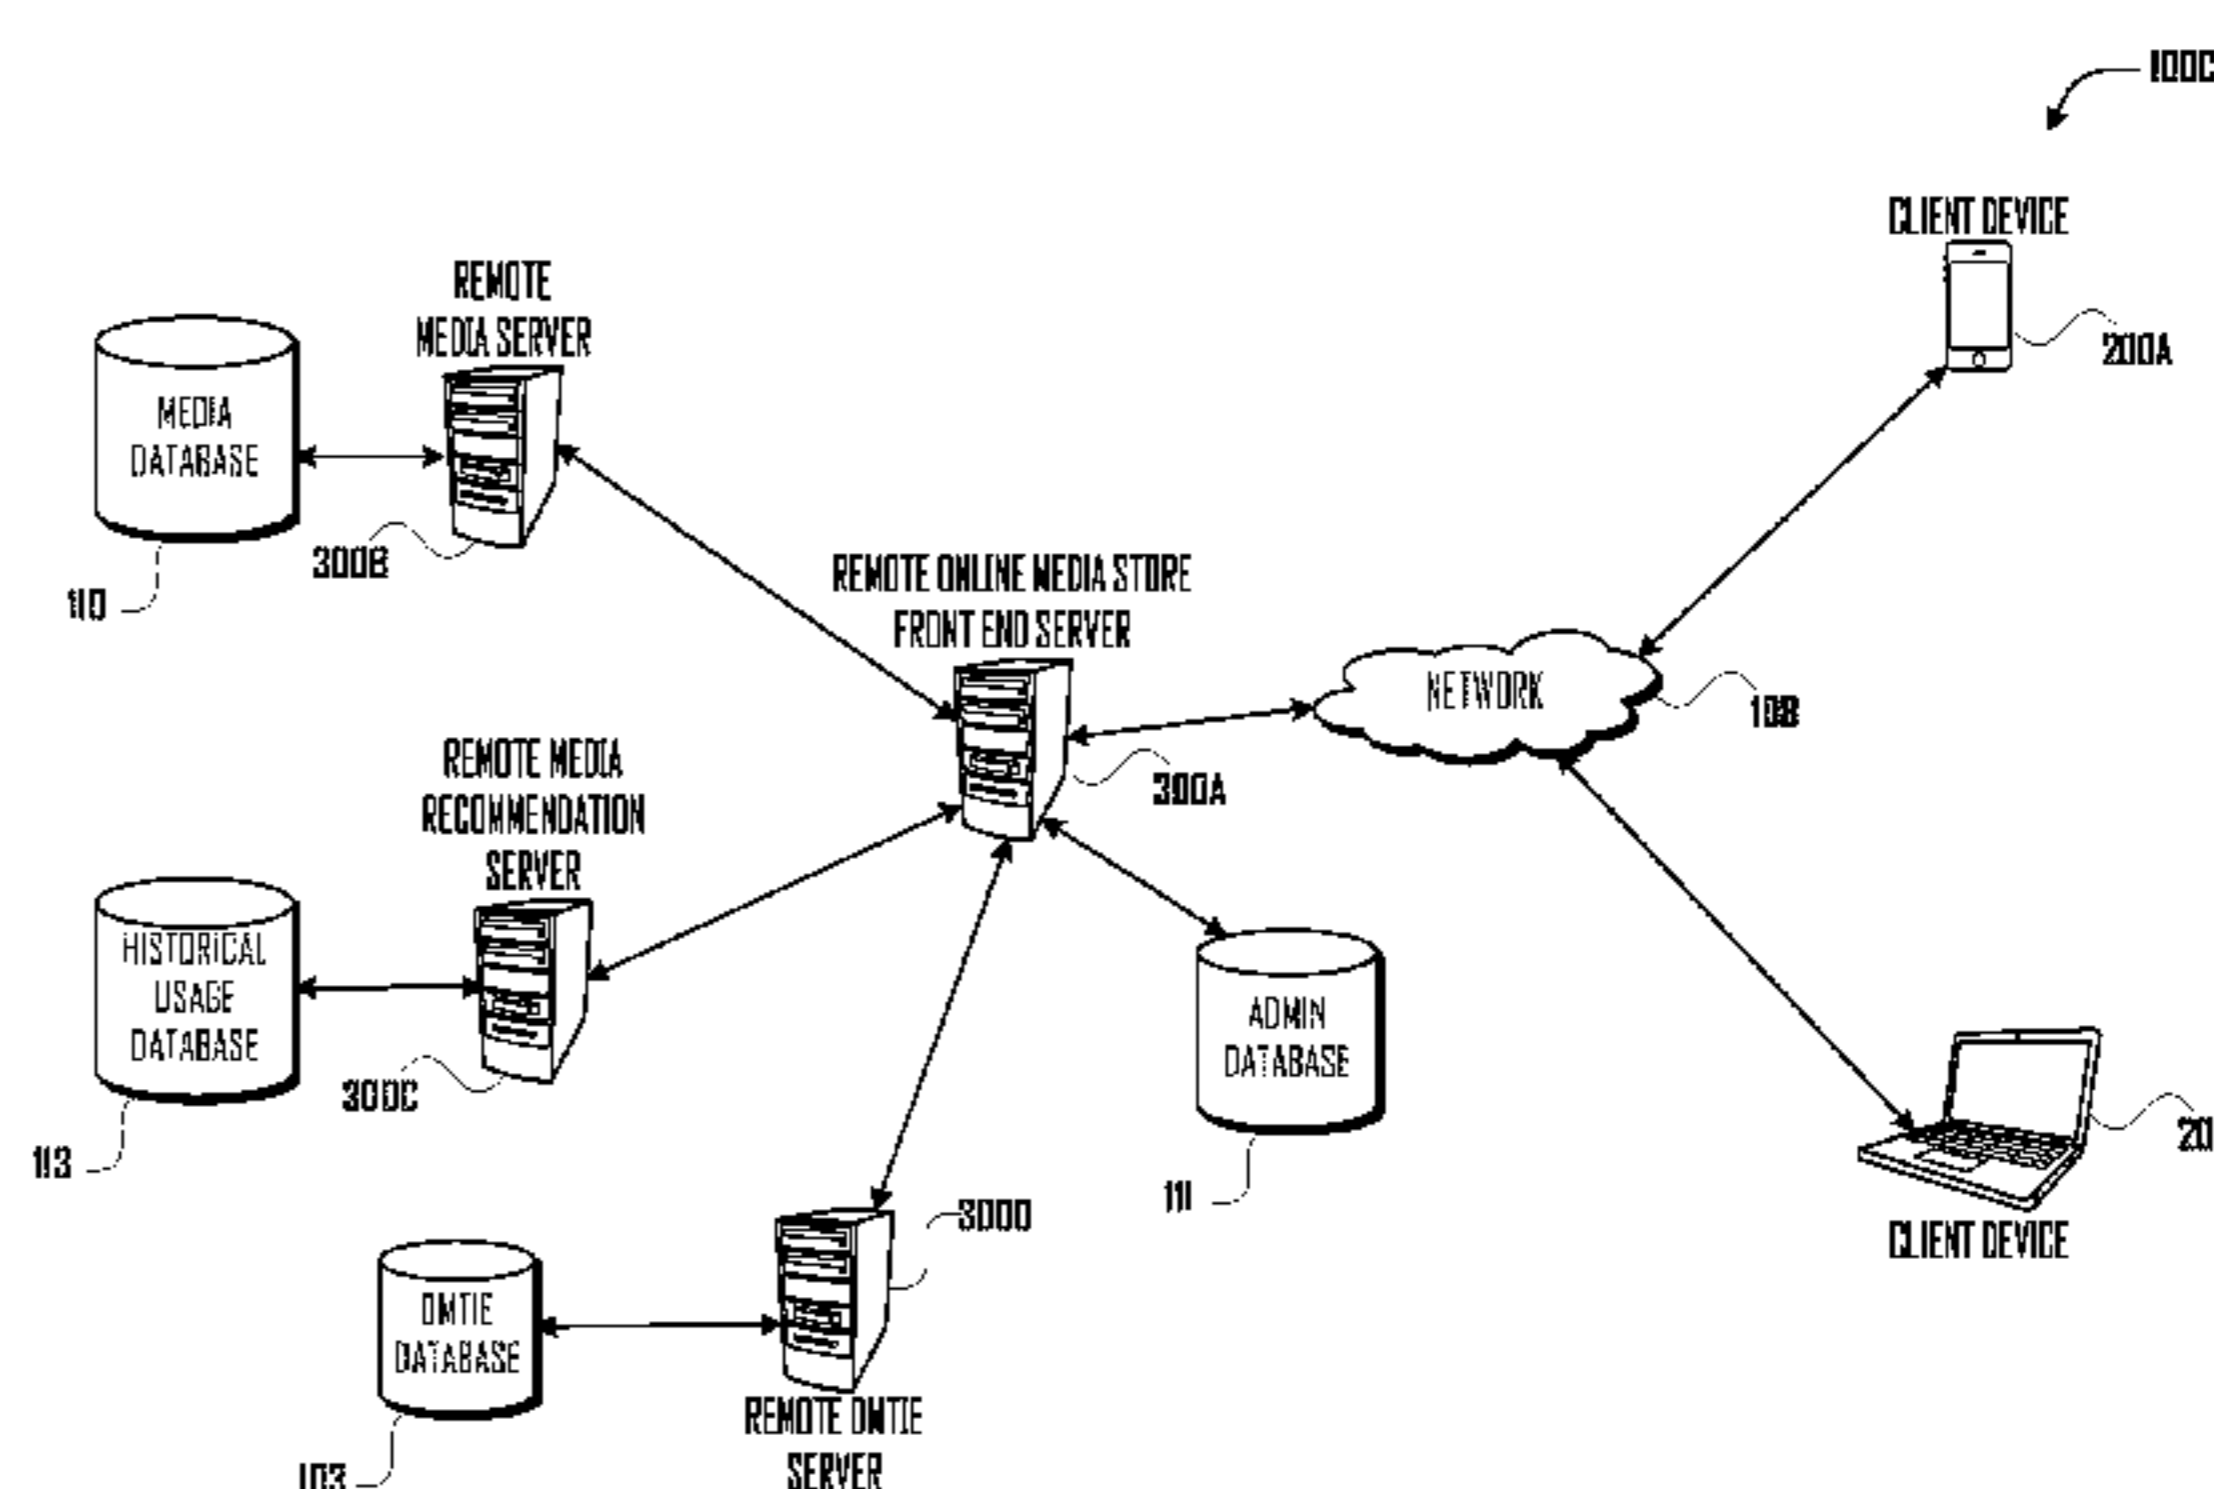 100C
CLIENT DEVICE
200A
REMOTE
MEDIA SERVER
MEDIA
DATABASE
300B
110
REMOTE ONLINE MEDIA STORE
FRONT END SERVER
NETWORK
108
300A
REMOTE MEDIA
RECOMMENDATION
SERVER
HISTORICAL
USAGE
DATABASE
300C
113
ADMIN
DATABASE
111
20
CLIENT DEVICE
300D
DMTIE
DATABASE
103
REMOTE DMTIE
SERVER